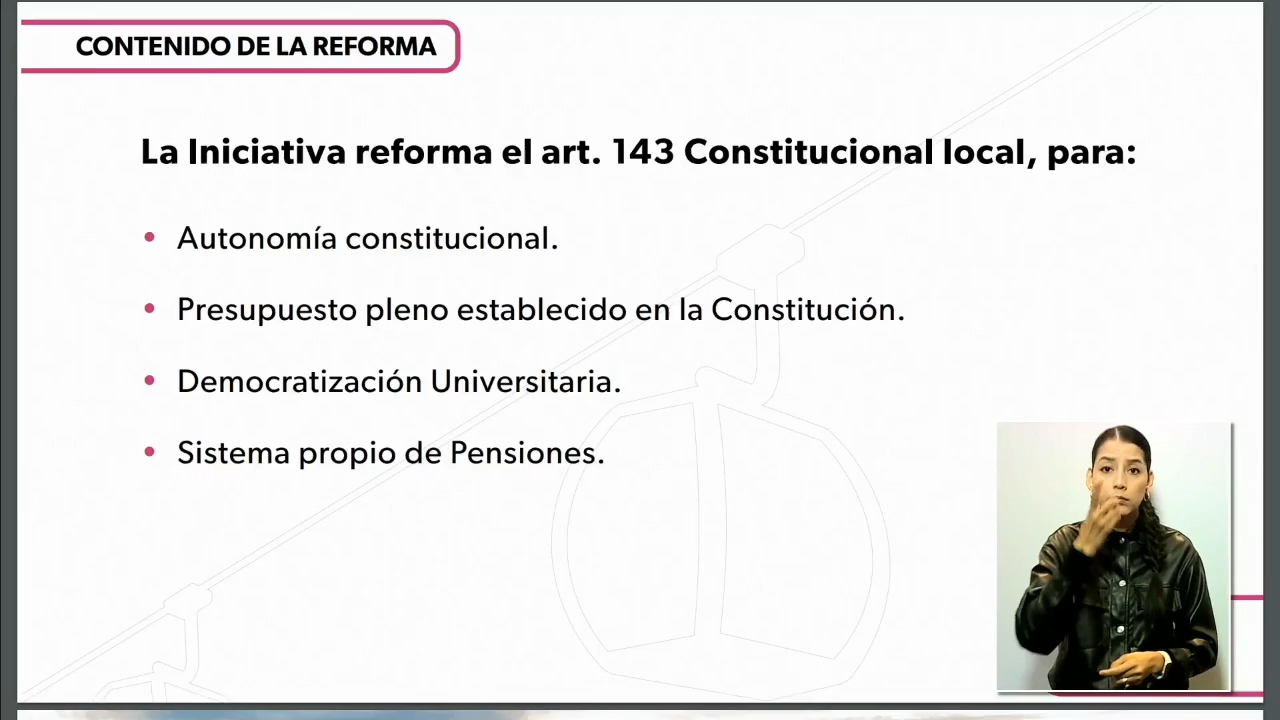 CONTENIDO DE LA REFORMA
La Iniciativa reforma el art. 143 Constitucional local, para:
• Autonomía constitucional.
• Presupuesto pleno establecido en la Constitución.
• Democratización Universitaria.
• Sistema propio de Pensiones.